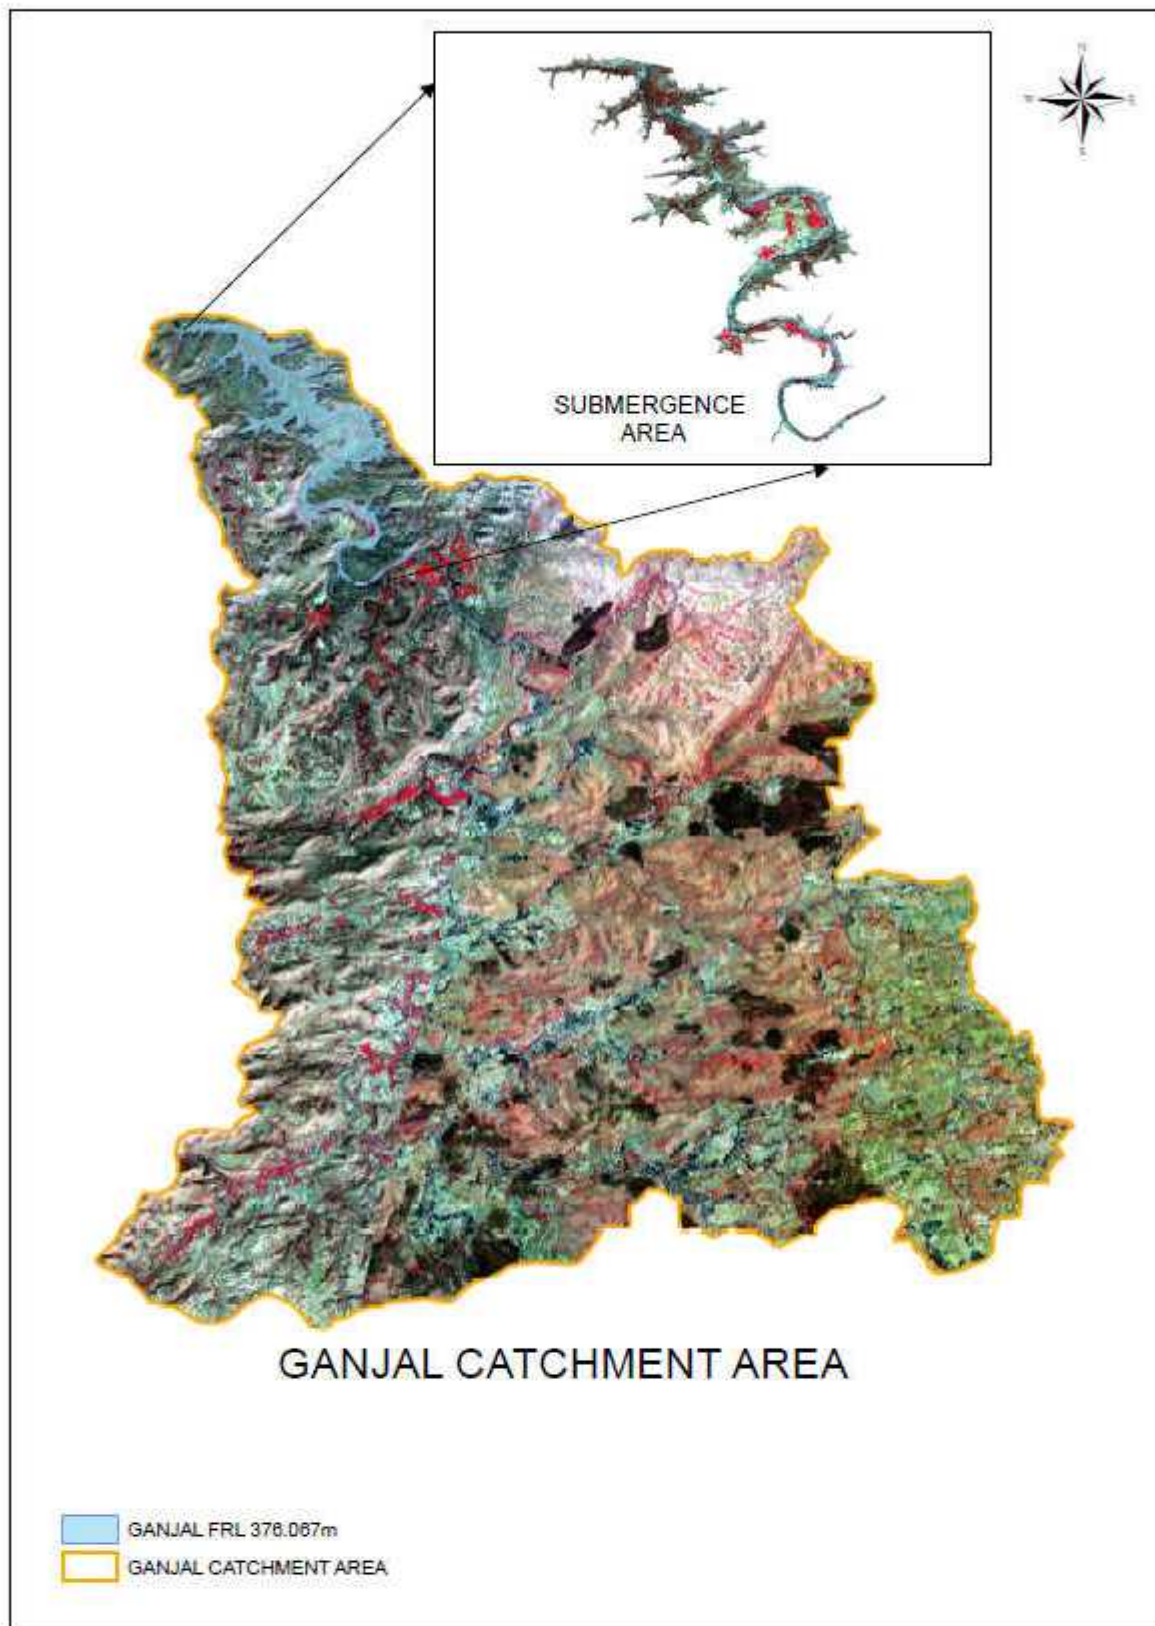 N
W
E
S
SUBMERGENCE
AREA
GANJAL CATCHMENT AREA
GANJAL FRL 376.067m
GANJAL CATCHMENT AREA